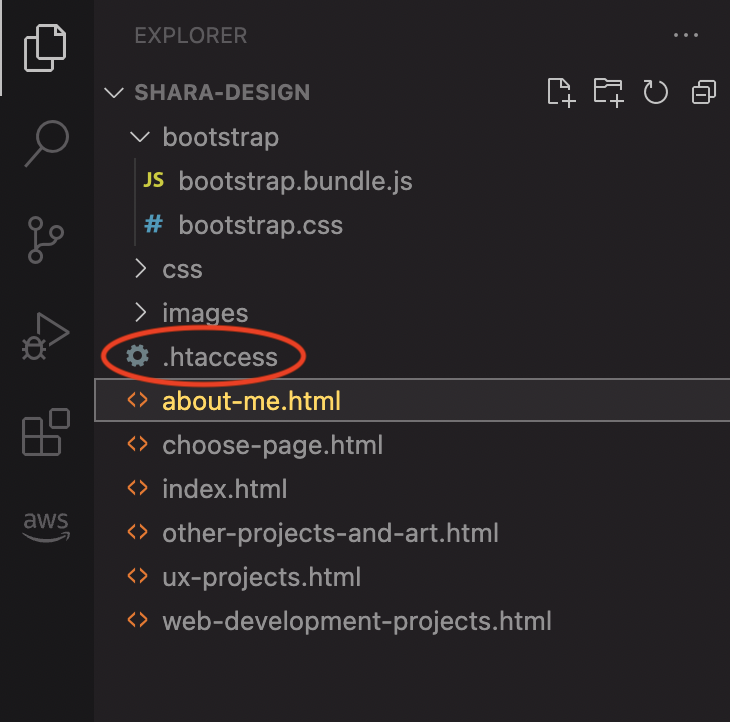 EXPLORER
SHARA-DESIGN
bootstrap
JS bootstrap.bundle.js
# bootstrap.css
css
images
.htaccess
<> about-me.html
<> choose-page.html
<> index.html
<> other-projects-and-art.html
<> ux-projects.html
<> web-development-projects.html
aws